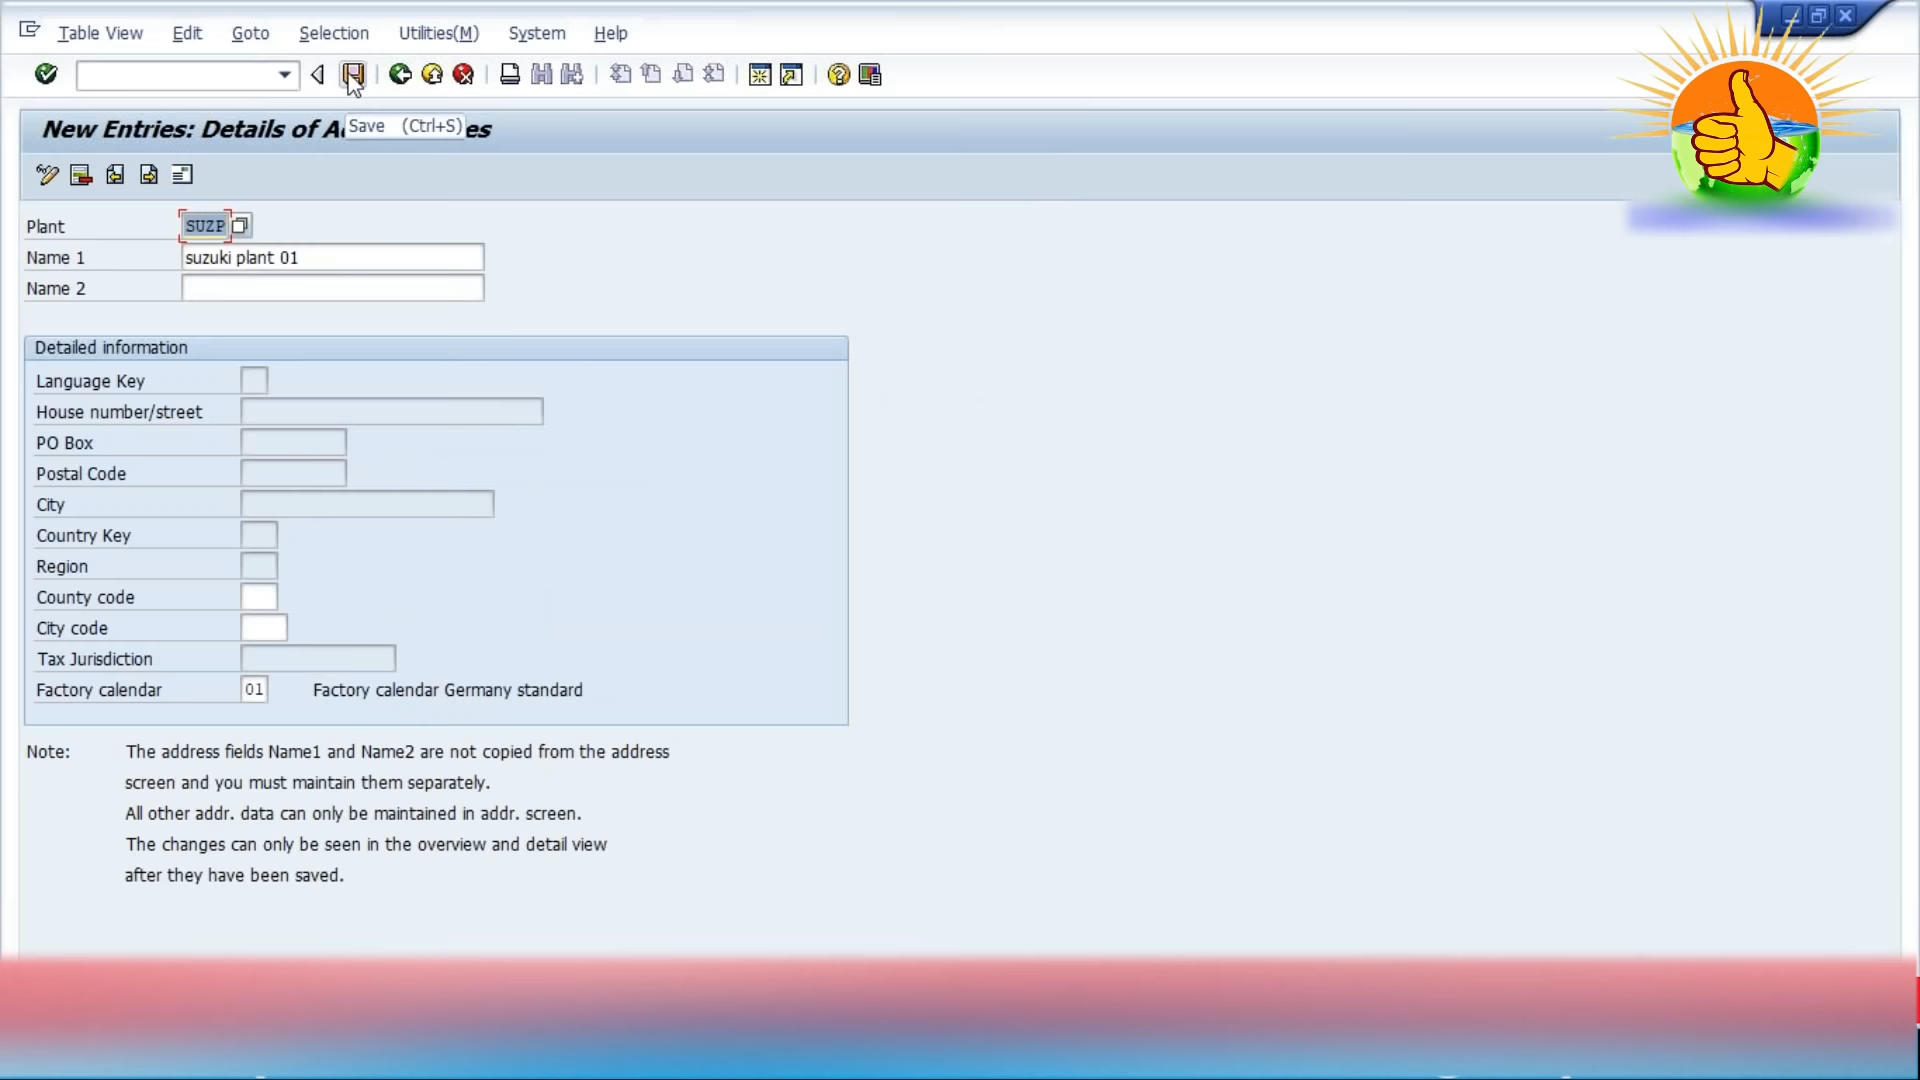 Table View Edit Goto Selection Utilities(M) System Help
New Entries: Details of A es
Save (Ctrl+S)
Plant SUZP
Name 1 suzuki plant 01
Name 2
Detailed information
Language Key
House number/street
PO Box
Postal Code
City
Country Key
Region
County code
City code
Tax Jurisdiction
Factory calendar 01 Factory calendar Germany standard
Note: The address fields Name1 and Name2 are not copied from the address
screen and you must maintain them separately.
All other addr. data can only be maintained in addr. screen.
The changes can only be seen in the overview and detail view
after they have been saved.